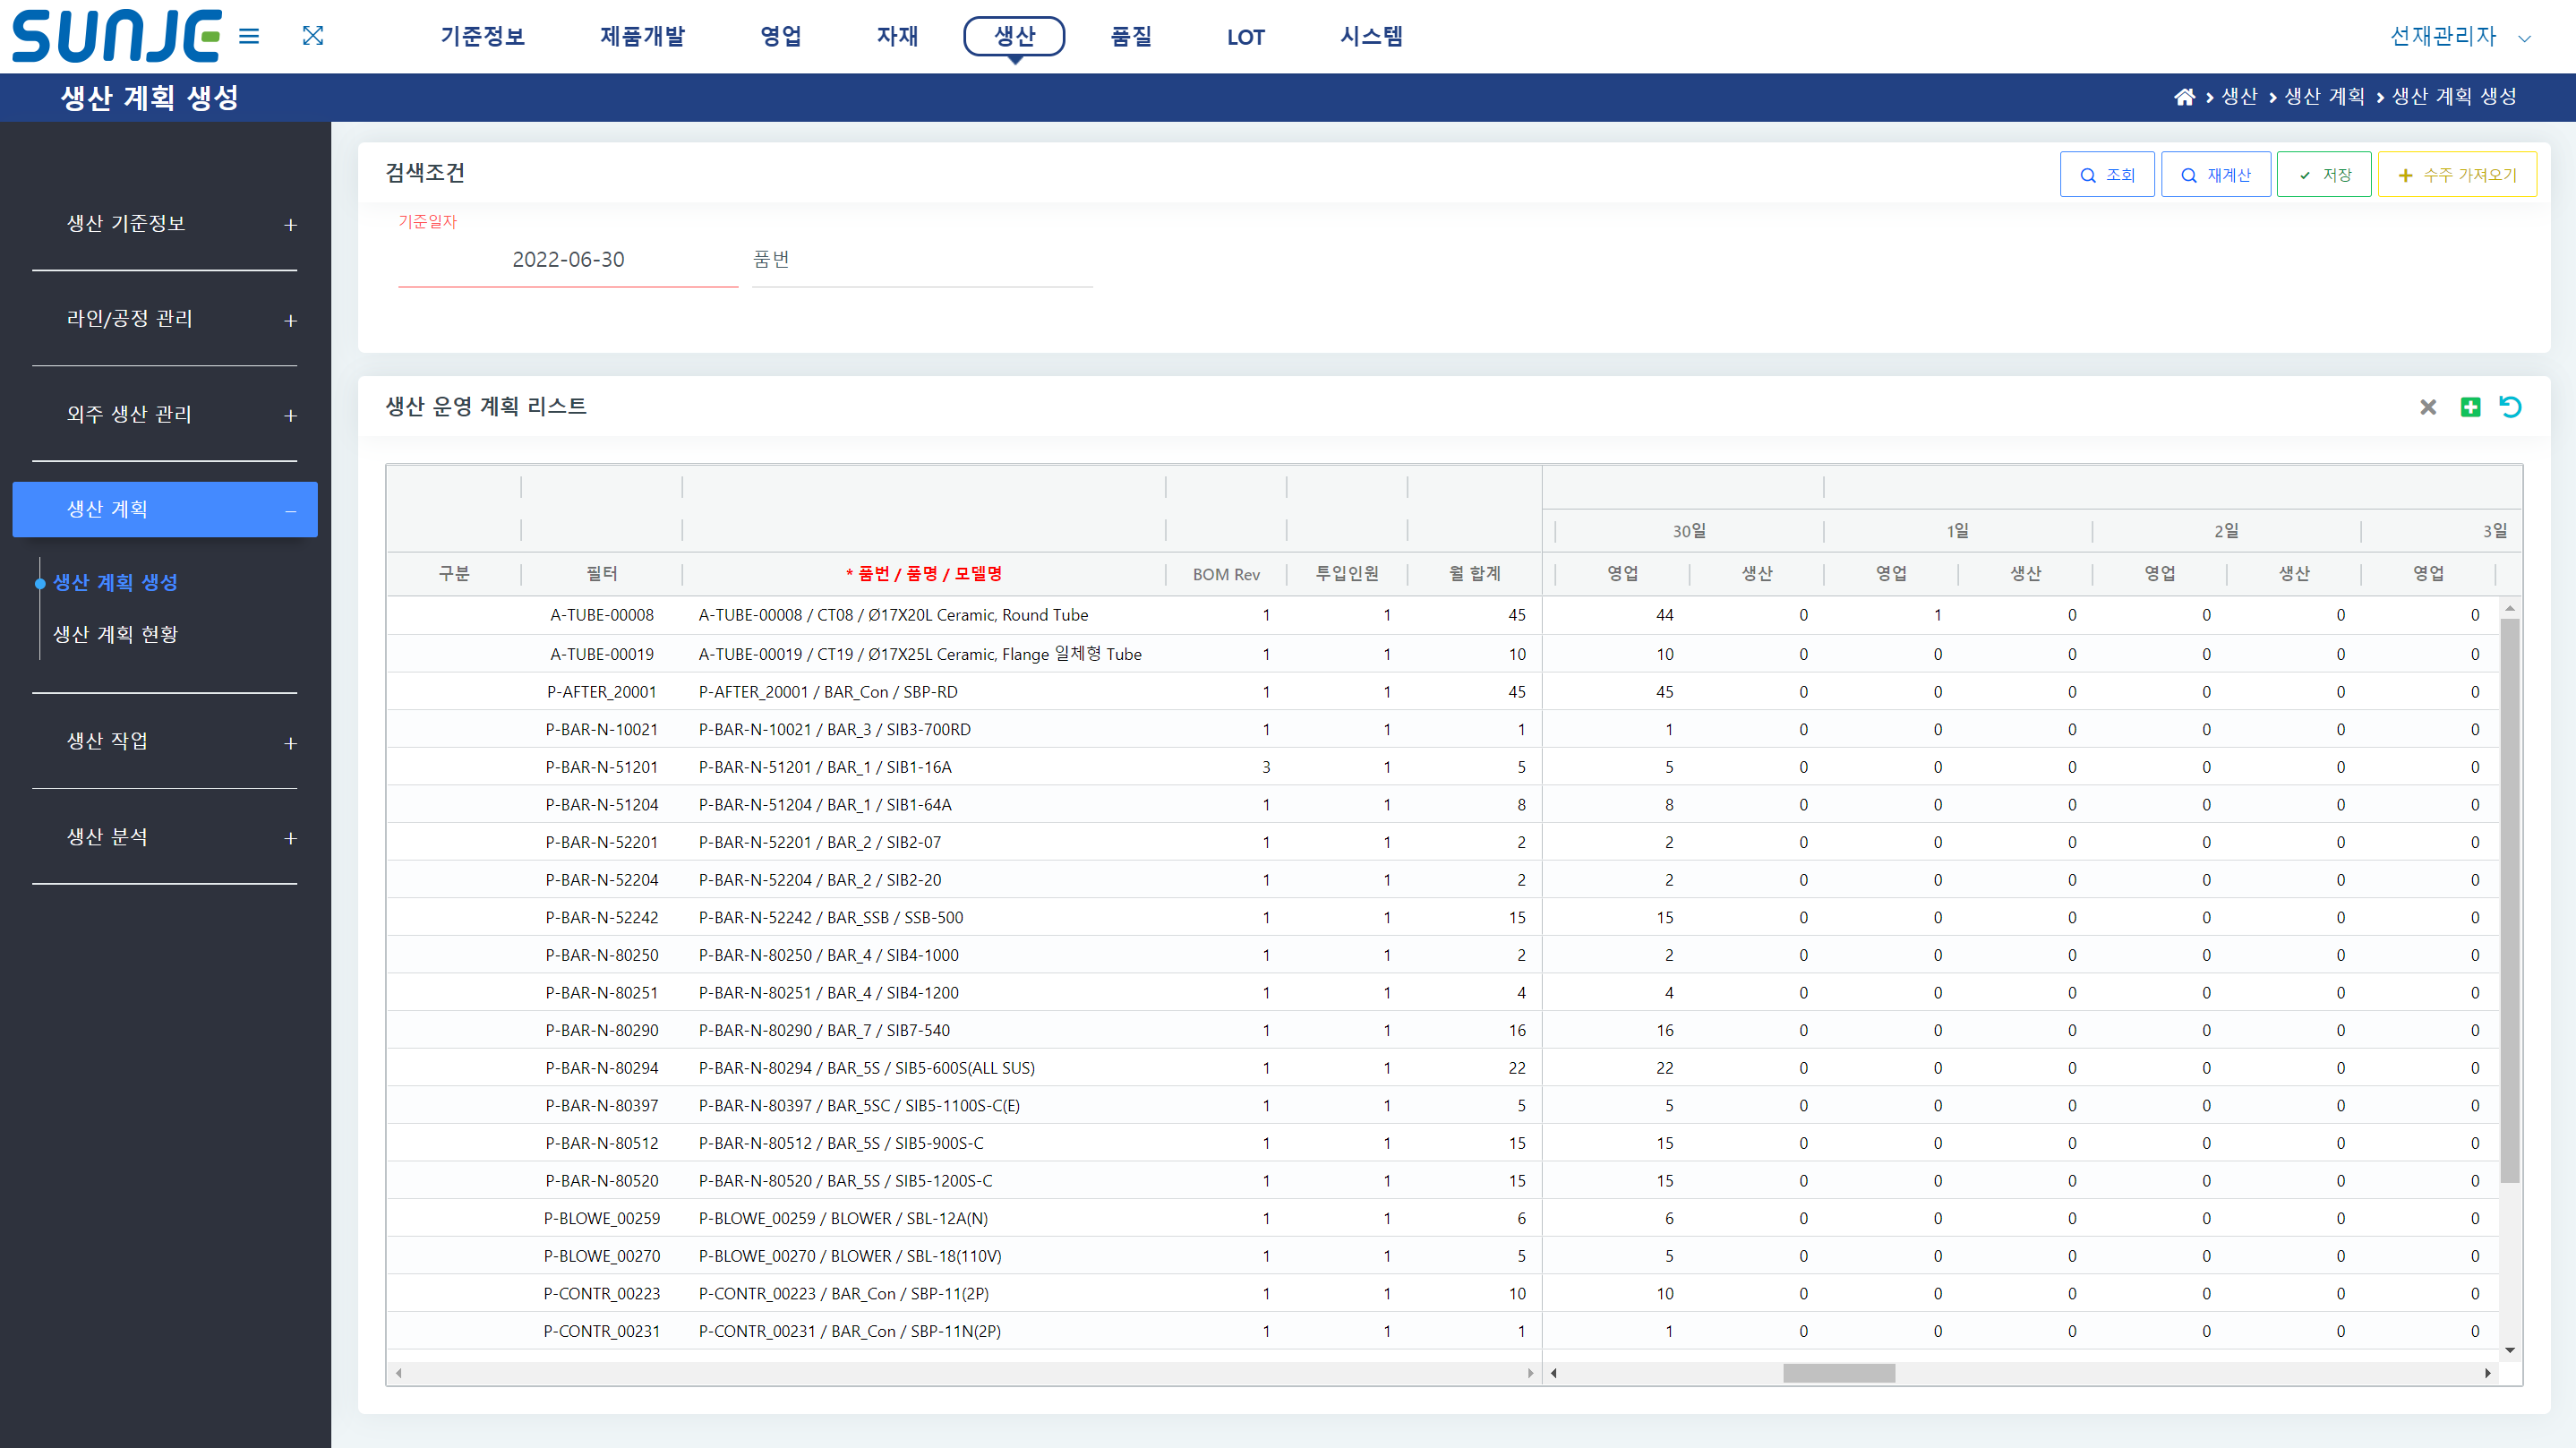 SUNJE 기준정보 제품개발 영업 자재 생산 품질 LOT 시스템 선재관리자
생산 계획 생성 생산 생산 계획 생산 계획 생성
생산 기준정보 +
라인/공정 관리 +
외주 생산 관리 +
생산 계획 –
생산 계획 생성
생산 계획 현황
생산 작업 +
생산 분석 +
검색조건 조회 재계산 저장 수주 가져오기
기준일자
2022-06-30 품번
생산 운영 계획 리스트
30일 1일 2일 3일
구분 필터 * 품번 / 품명 / 모델명 BOM Rev 투입인원 월 합계 영업 생산 영업 생산 영업 생산 영업
A-TUBE-00008 A-TUBE-00008 / CT08 / Ø17X20L Ceramic, Round Tube 1 1 45 44 0 1 0 0 0 0
A-TUBE-00019 A-TUBE-00019 / CT19 / Ø17X25L Ceramic, Flange 일체형 Tube 1 1 10 10 0 0 0 0 0 0
P-AFTER_20001 P-AFTER_20001 / BAR_Con / SBP-RD 1 1 45 45 0 0 0 0 0 0
P-BAR-N-10021 P-BAR-N-10021 / BAR_3 / SIB3-700RD 1 1 1 1 0 0 0 0 0 0
P-BAR-N-51201 P-BAR-N-51201 / BAR_1 / SIB1-16A 3 1 5 5 0 0 0 0 0 0
P-BAR-N-51204 P-BAR-N-51204 / BAR_1 / SIB1-64A 1 1 8 8 0 0 0 0 0 0
P-BAR-N-52201 P-BAR-N-52201 / BAR_2 / SIB2-07 1 1 2 2 0 0 0 0 0 0
P-BAR-N-52204 P-BAR-N-52204 / BAR_2 / SIB2-20 1 1 2 2 0 0 0 0 0 0
P-BAR-N-52242 P-BAR-N-52242 / BAR_SSB / SSB-500 1 1 15 15 0 0 0 0 0 0
P-BAR-N-80250 P-BAR-N-80250 / BAR_4 / SIB4-1000 1 1 2 2 0 0 0 0 0 0
P-BAR-N-80251 P-BAR-N-80251 / BAR_4 / SIB4-1200 1 1 4 4 0 0 0 0 0 0
P-BAR-N-80290 P-BAR-N-80290 / BAR_7 / SIB7-540 1 1 16 16 0 0 0 0 0 0
P-BAR-N-80294 P-BAR-N-80294 / BAR_5S / SIB5-600S(ALL SUS) 1 1 22 22 0 0 0 0 0 0
P-BAR-N-80397 P-BAR-N-80397 / BAR_5SC / SIB5-1100S-C(E) 1 1 5 5 0 0 0 0 0 0
P-BAR-N-80512 P-BAR-N-80512 / BAR_5S / SIB5-900S-C 1 1 15 15 0 0 0 0 0 0
P-BAR-N-80520 P-BAR-N-80520 / BAR_5S / SIB5-1200S-C 1 1 15 15 0 0 0 0 0 0
P-BLOWE_00259 P-BLOWE_00259 / BLOWER / SBL-12A(N) 1 1 6 6 0 0 0 0 0 0
P-BLOWE_00270 P-BLOWE_00270 / BLOWER / SBL-18(110V) 1 1 5 5 0 0 0 0 0 0
P-CONTR_00223 P-CONTR_00223 / BAR_Con / SBP-11(2P) 1 1 10 10 0 0 0 0 0 0
P-CONTR_00231 P-CONTR_00231 / BAR_Con / SBP-11N(2P) 1 1 1 1 0 0 0 0 0 0